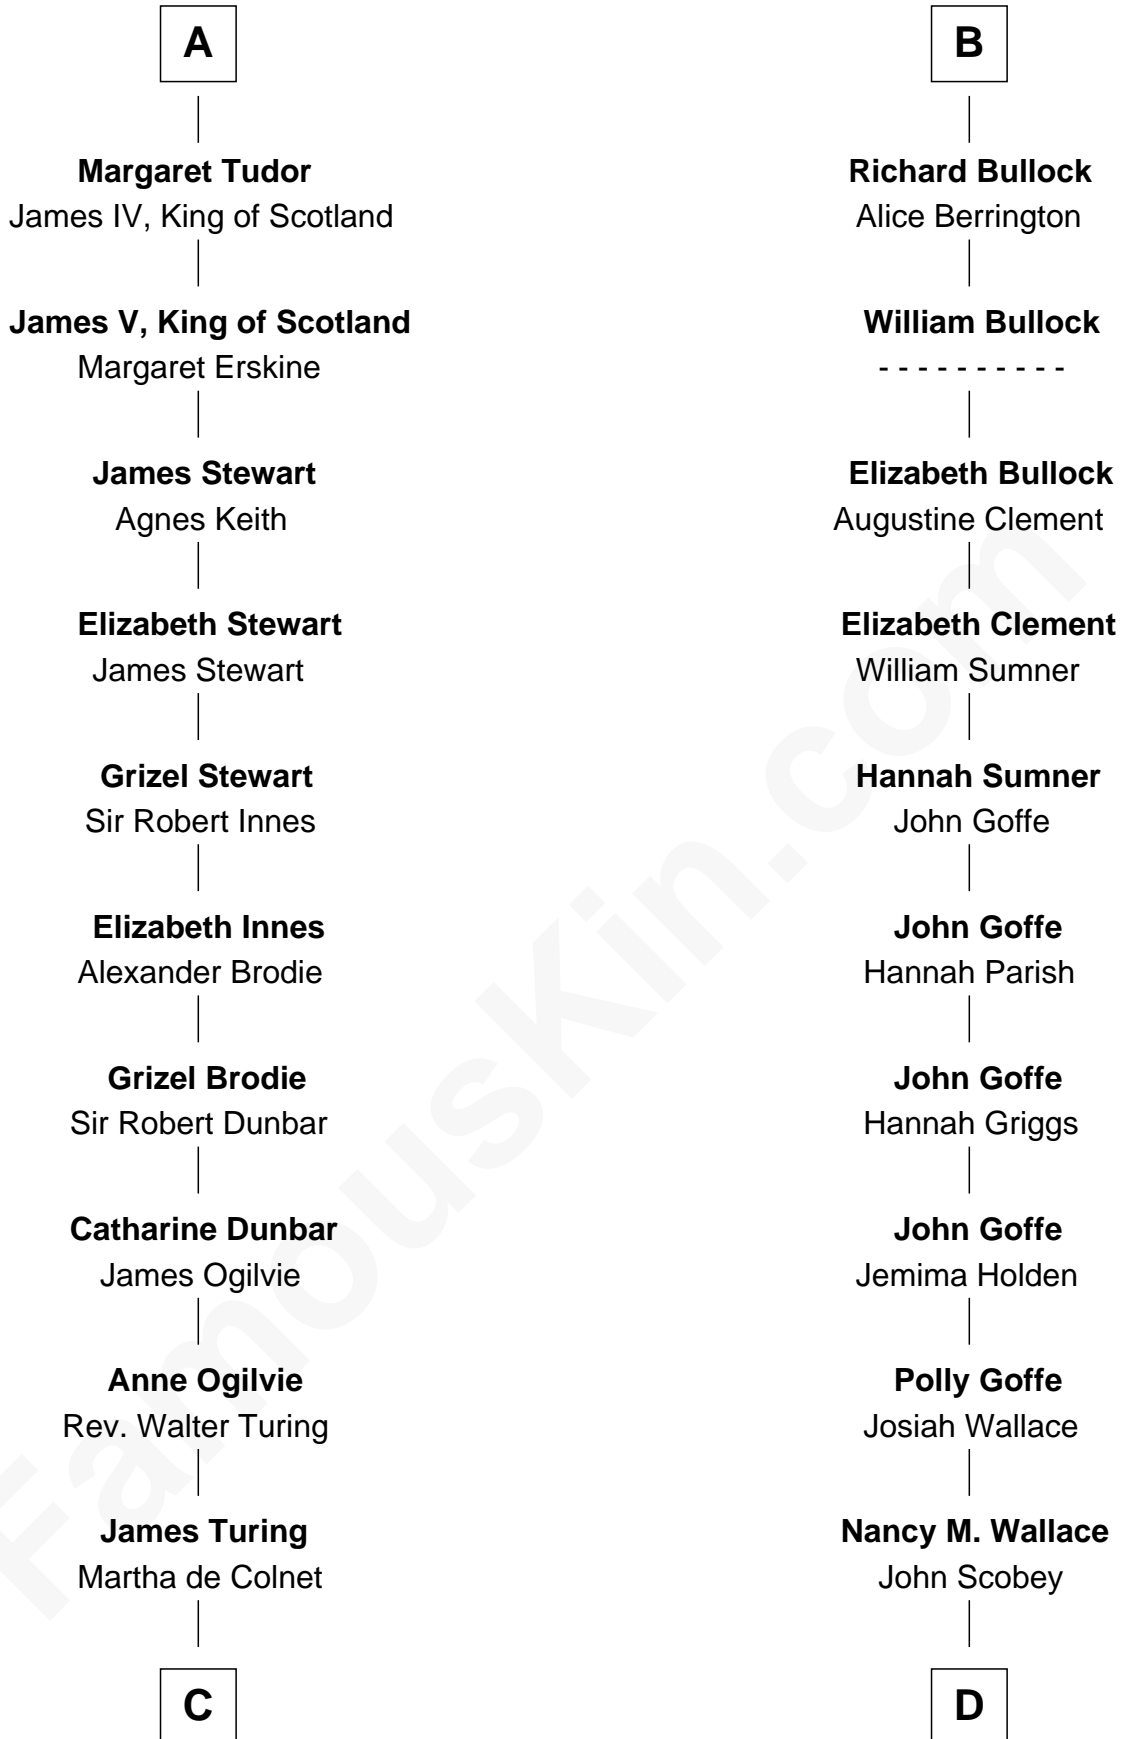 A
Margaret Tudor
James IV, King of Scotland
James V, King of Scotland
Margaret Erskine
James Stewart
Agnes Keith
Elizabeth Stewart
James Stewart
Grizel Stewart
Sir Robert Innes
Elizabeth Innes
Alexander Brodie
Grizel Brodie
Sir Robert Dunbar
Catharine Dunbar
James Ogilvie
Anne Ogilvie
Rev. Walter Turing
James Turing
Martha de Colnet
C
B
Richard Bullock
Alice Berrington
William Bullock
- - - - - - - - - -
Elizabeth Bullock
Augustine Clement
Elizabeth Clement
William Sumner
Hannah Sumner
John Goffe
John Goffe
Hannah Parish
John Goffe
Hannah Griggs
John Goffe
Jemima Holden
Polly Goffe
Josiah Wallace
Nancy M. Wallace
John Scobey
D
FamousKin.com